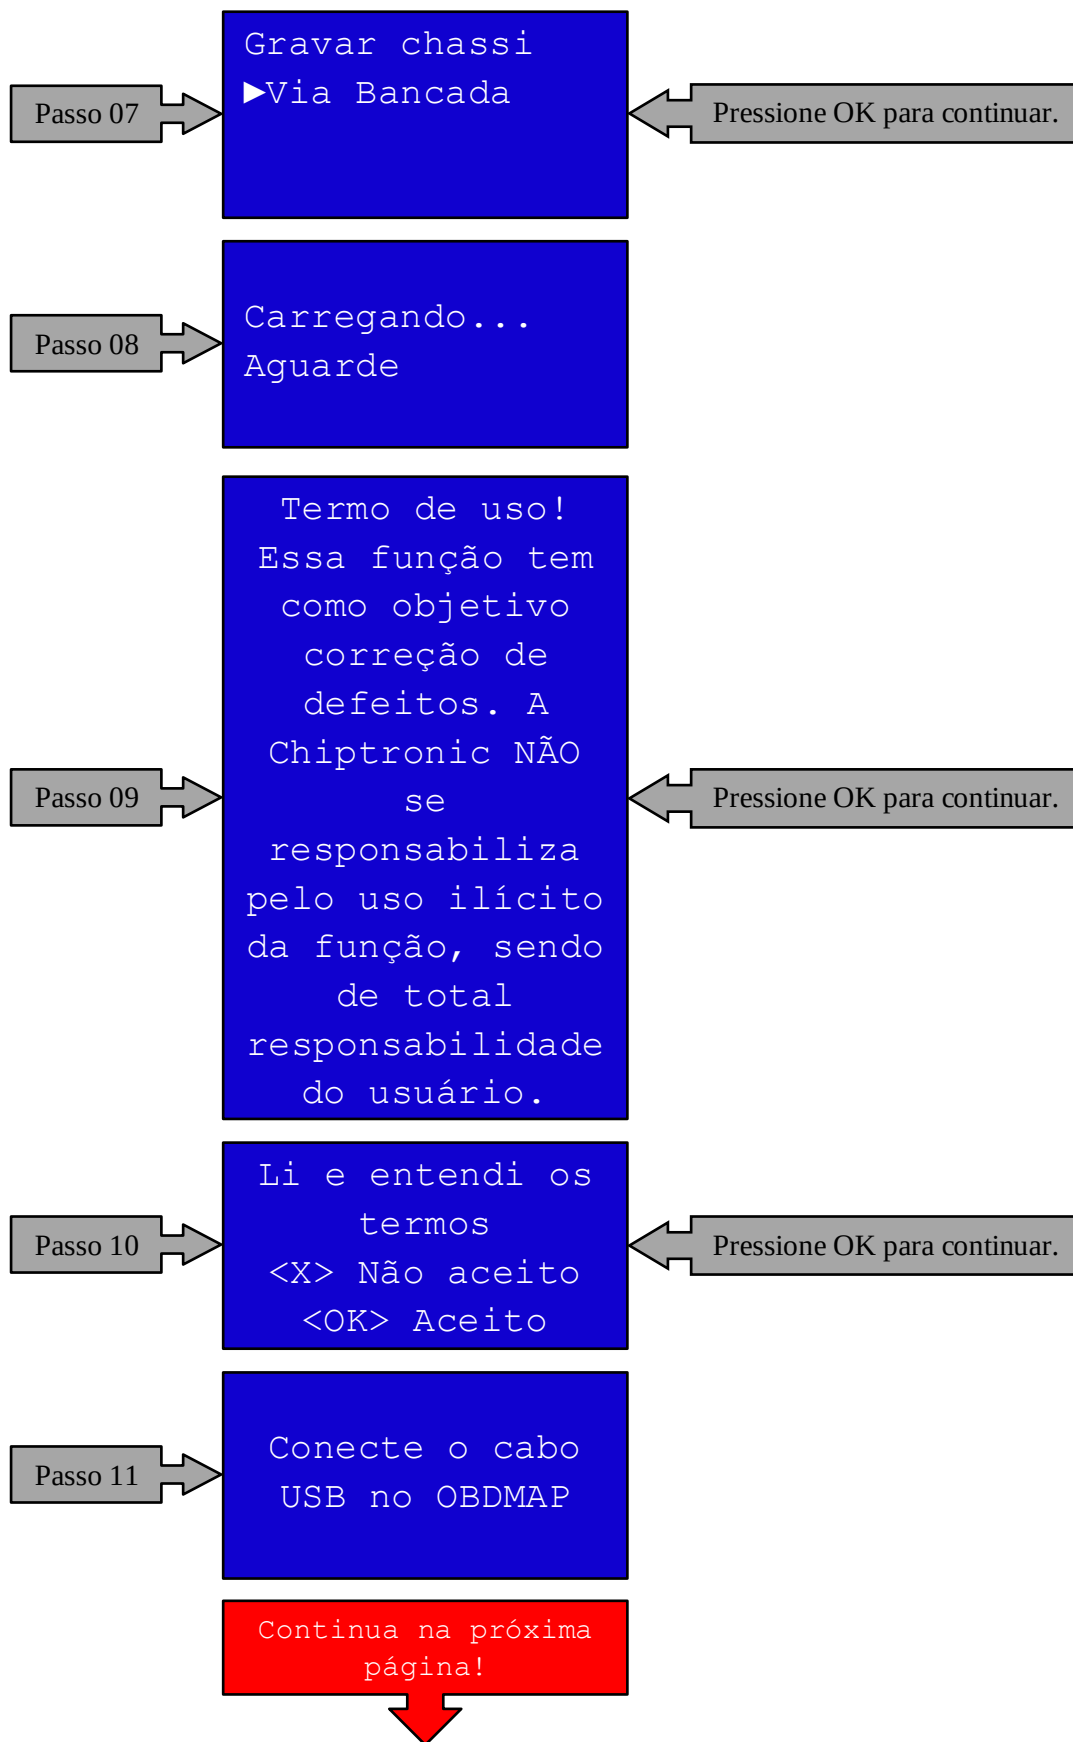 Gravar chassi
►Via Bancada
Passo 07
Pressione OK para continuar.
Carregando...
Aguarde
Passo 08
Termo de uso!
Essa função tem
como objetivo
correção de
defeitos. A
Chiptronic NÃO
se
responsabiliza
pelo uso ilícito
da função, sendo
de total
responsabilidade
do usuário.
Passo 09
Pressione OK para continuar.
Li e entendi os
termos
<X> Não aceito
<OK> Aceito
Passo 10
Pressione OK para continuar.
Conecte o cabo
USB no OBDMAP
Passo 11
Continua na próxima
página!